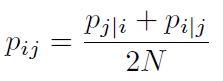 p_{ij} = \frac{p_{j|i} + p_{i|j}}{2N}